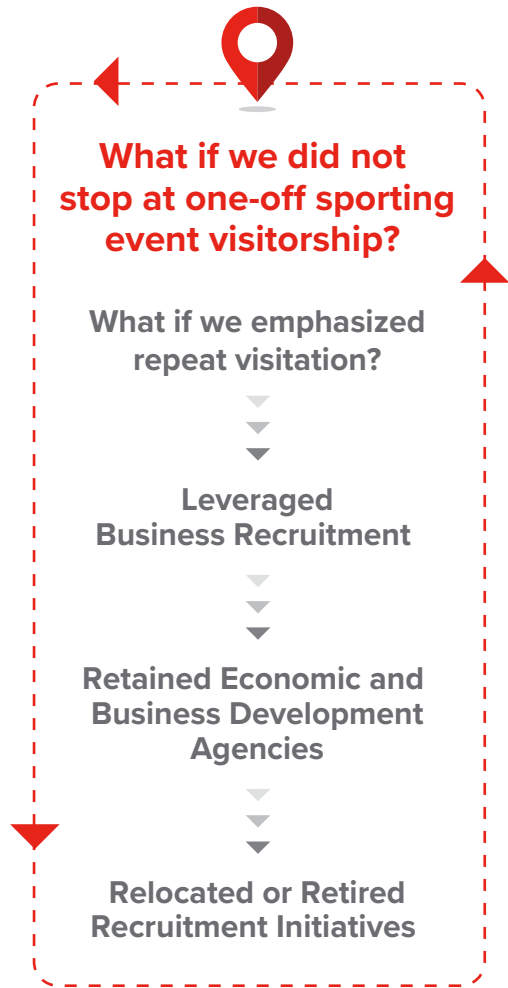 What if we did not
stop at one-off sporting
event visitorship?
What if we emphasized
repeat visitation?
Leveraged
Business Recruitment
Retained Economic and
Business Development
Agencies
Relocated or Retired
Recruitment Initiatives